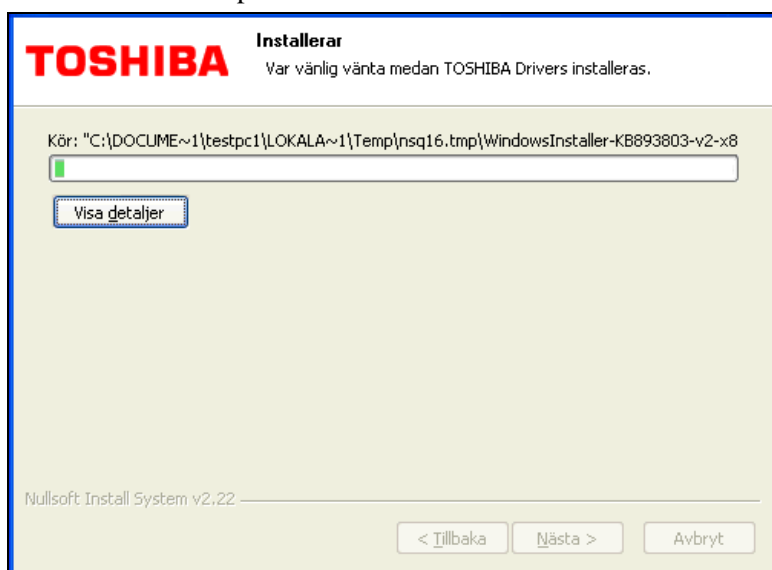 TOSHIBA
Installerar
Var vänlig vänta medan TOSHIBA Drivers installeras.
Kör: "C:\DOCUME~1\testpc1\LOKALA~1\Temp\nsq16.tmp\WindowsInstaller-KB893803-v2-x8
Visa detaljer
Nullsoft Install System v2.22
< Tillbaka
Nästa >
Avbryt